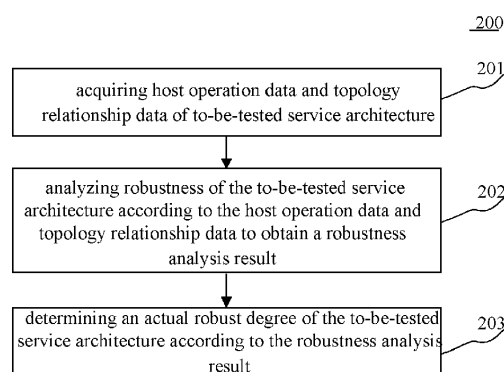 200
201
acquiring host operation data and topology
relationship data of to-be-tested service architecture
202
analyzing robustness of the to-be-tested service
architecture according to the host operation data and
topology relationship data to obtain a robustness
analysis result
203
determining an actual robust degree of the to-be-tested
service architecture according to the robustness analysis
result